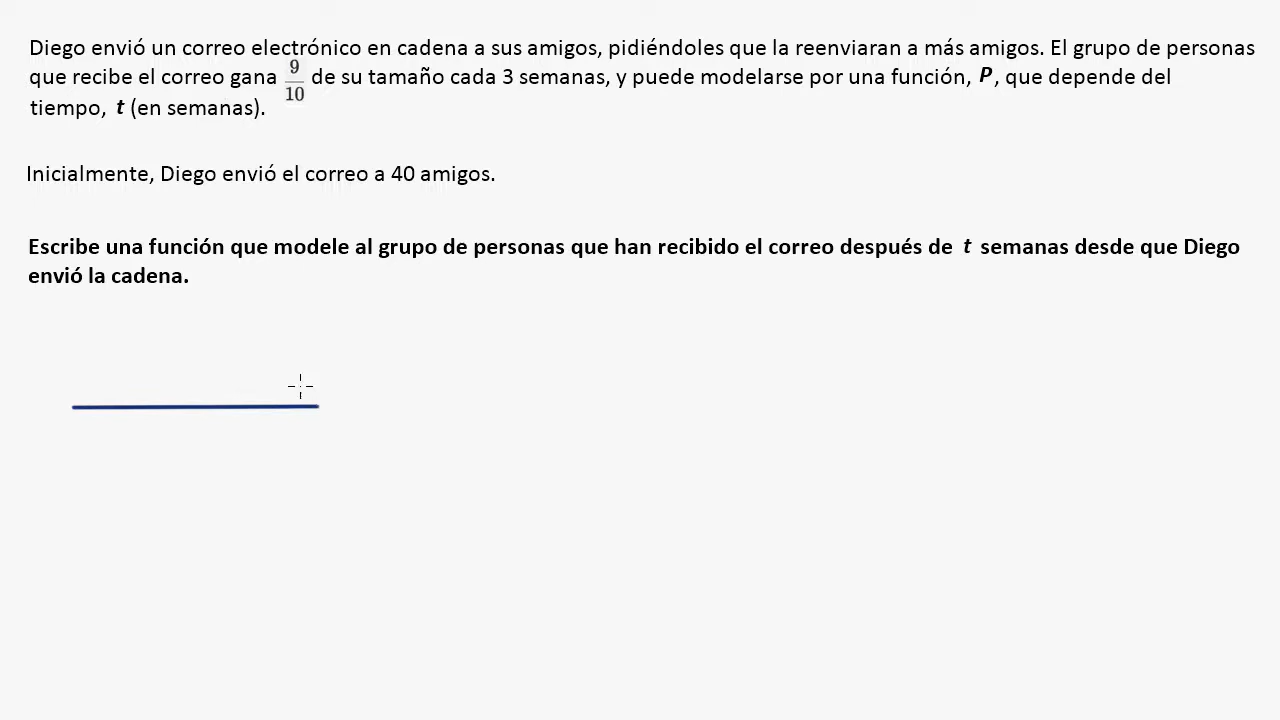 Diego envió un correo electrónico en cadena a sus amigos, pidiéndoles que la reenviaran a más amigos. El grupo de personas
que recibe el correo gana 9/10 de su tamaño cada 3 semanas, y puede modelarse por una función, P, que depende del
tiempo, t (en semanas).
Inicialmente, Diego envió el correo a 40 amigos.
Escribe una función que modele al grupo de personas que han recibido el correo después de t semanas desde que Diego
envió la cadena.